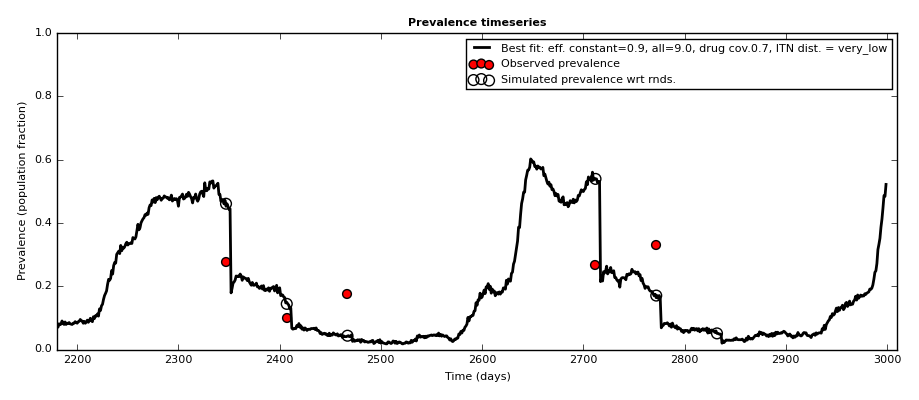 Prevalence timeseries
Best fit: eff. constant=0.9, all=9.0, drug cov.0.7, ITN dist. = very_low
Observed prevalence
Simulated prevalence wrt rnds.
Prevalence (population fraction)
1.0
0.8
0.6
0.4
0.2
0.0
2200 2300 2400 2500 2600 2700 2800 2900 3000
Time (days)